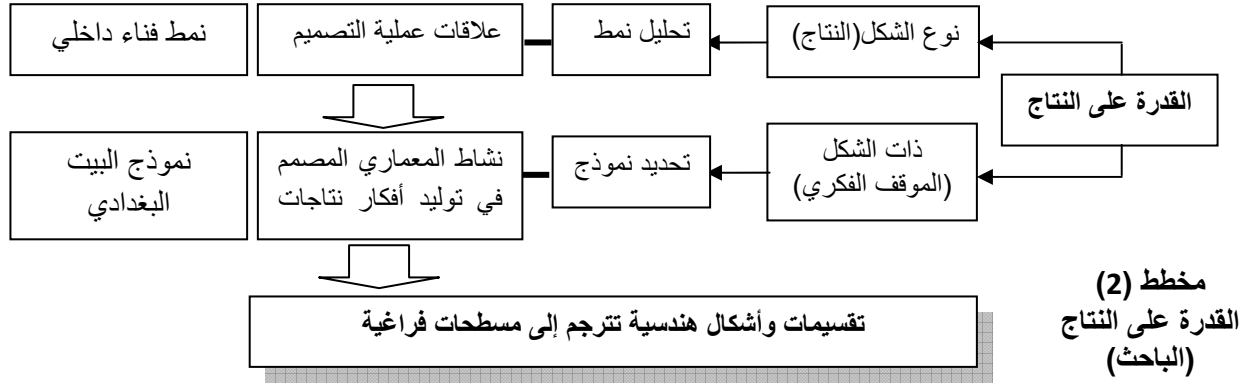 القدرة على النتاج
نوع الشكل(النتاج)
تحليل نمط
علاقات عملية التصميم
نمط فناء داخلي
ذات الشكل
(الموقف الفكري)
تحديد نموذج
نشاط المعماري المصمم
في توليد أفكار نتاجات
نموذج البيت
البغدادي
تقسيمات وأشكال هندسية تترجم إلى مسطحات فراغية
مخطط (2)
القدرة على النتاج
(الباحث)